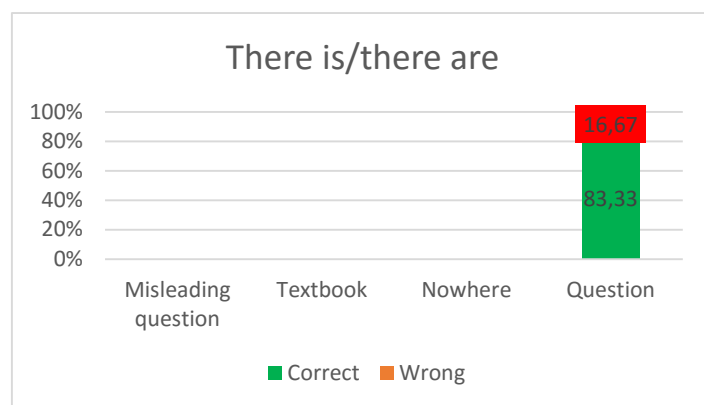 There is/there are
100%
80%
60%
40%
20%
0%
16,67
83,33
Misleading question
Textbook
Nowhere
Question
Correct
Wrong